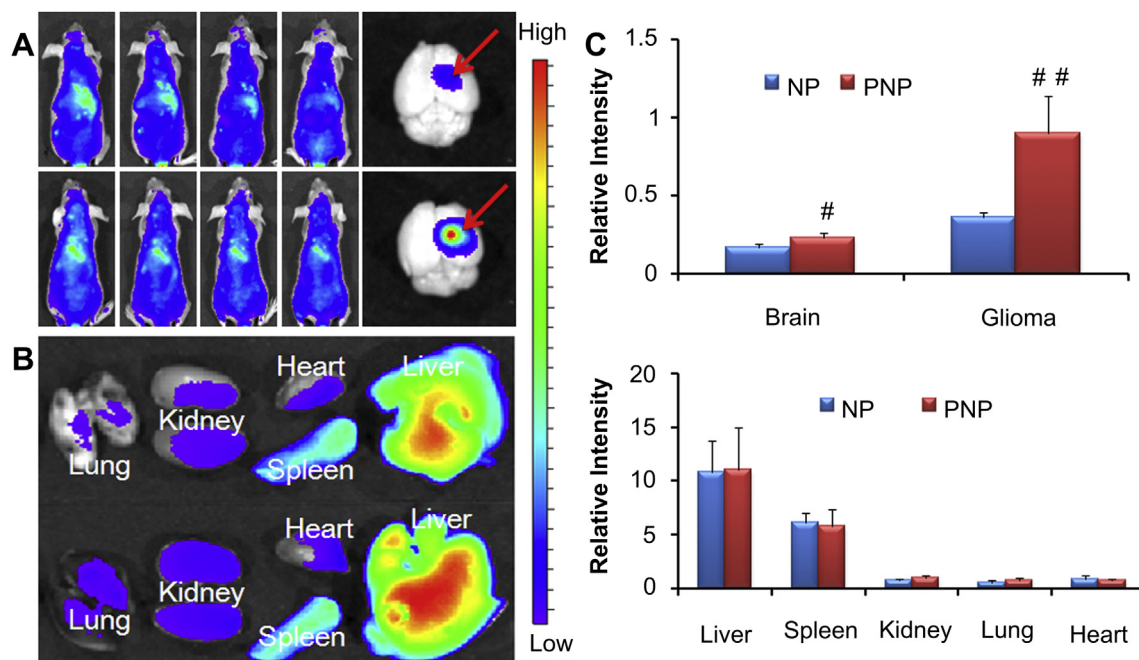 A
High
Low
B
Heart
Liver
Kidney
Lung
Spleen
Heart
Liver
Kidney
Lung
Spleen
C
Relative Intensity
1.5
1
0.5
0
NP PNP
#
# #
Brain Glioma
Relative Intensity
20
15
10
5
0
NP PNP
Liver Spleen Kidney Lung Heart